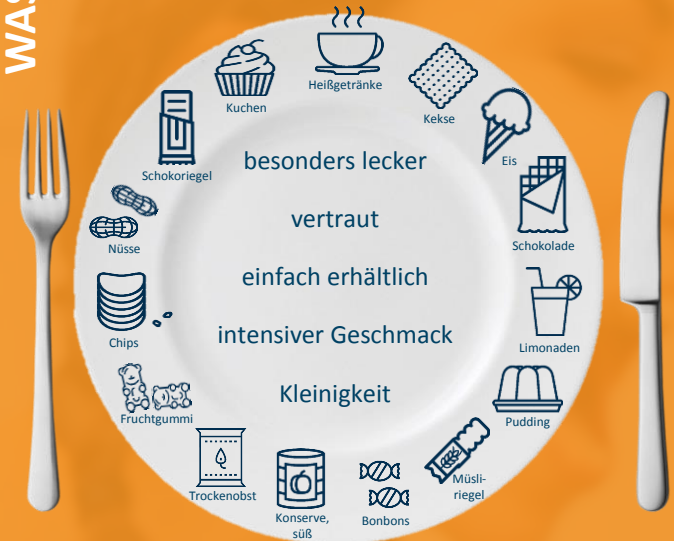 WAS
Heißgetränke
Kuchen
Kekse
Eis
Schokoriegel
Schokolade
Nüsse
Limonaden
Chips
Pudding
Fruchtgummi
Müsli-
riegel
Trockenobst
Konserve,
süß
Bonbons
besonders lecker
vertraut
einfach erhältlich
intensiver Geschmack
Kleinigkeit